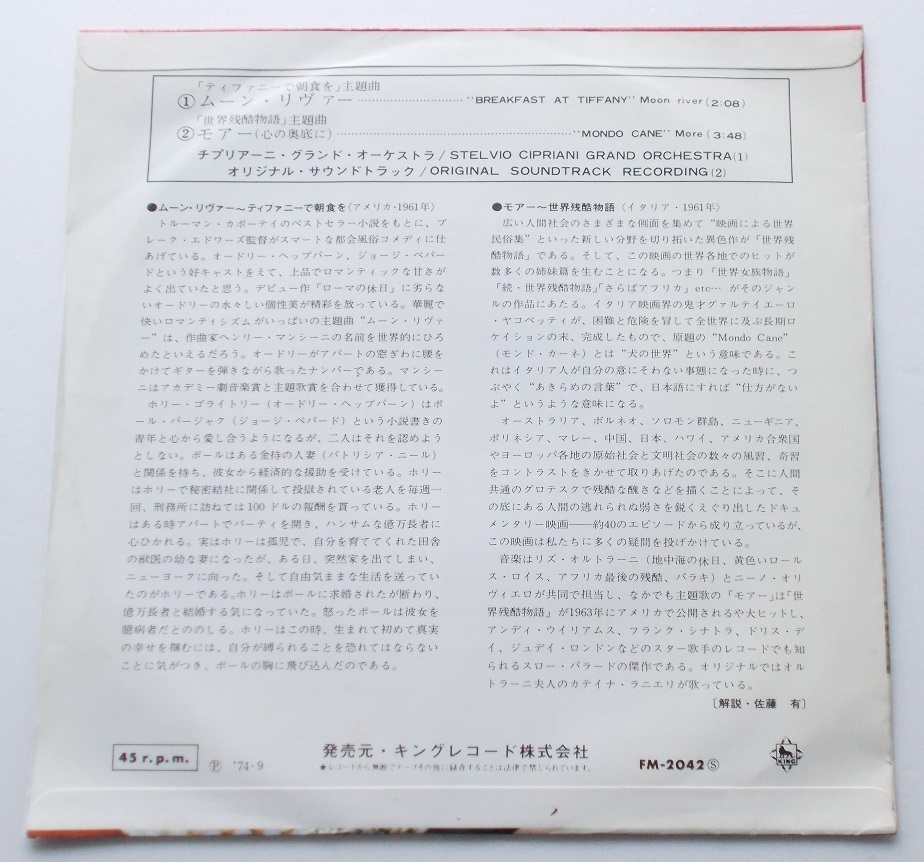 「ティファニーで朝食を」主題曲
①ムーン・リヴァー……………………………"BREAKFAST AT TIFFANY" Moon river(2:08)
「世界残酷物語」主題曲
②モアー(心の奥底に)……………………………"MONDO CANE" More(3:48)
チプリアーニ・グランド・オーケストラ/STELVIO CIPRIANI GRAND ORCHESTRA(1)
オリジナル・サウンドトラック/ORIGINAL SOUNDTRACK RECORDING(2)
●ムーン・リヴァー〜ティファニーで朝食を〈アメリカ・1961年〉
トルーマン・カポーテイのベストセラー小説をもとに、ブ
レーク・エドワーズ監督がスマートな都会風俗コメディに仕
あげている。オードリー・ヘップバーン、ジョージ・ペパー
ドという好キャストをえて、上品でロマンティックな甘さが
よく出ていたと思う。デビュー作「ローマの休日」に劣らな
いオードリーの水々しい個性美が精彩を放っている。華麗で
快いロマンティシズムがいっぱいの主題曲"ムーン・リヴァ
ー"は、作曲家ヘンリー・マンシーニの名前を世界的にひろ
めたといえるだろう。オードリーがアパートの窓ぎわに腰を
かけてギターを弾きながら歌ったナンバーである。マンシー
ニはアカデミー劇音楽賞と主題歌賞を合わせて獲得している。
ホリー・ゴライトリー(オードリー・ヘップバーン)はポ
ール・バージャク(ジョージ・ペパード)という小説書きの
青年と心から愛し合うようになるが、二人はそれを認めよう
としない。ポールはある金持の人妻(パトリシア・ニール)
と関係を持ち、彼女から経済的な援助を受けている。ホリー
はホリーで秘密結社に関係して投獄されている老人を毎週一
回、刑務所に訪ねては100ドルの報酬を貰っている。ホリー
はある時アパートでパーティを開き、ハンサムな億万長者に
心ひかれる。実はホリーは孤児で、自分を育ててくれた田舎
の獣医の幼な妻になったが、ある日、突然家を出てしまい、
ニューヨークに向った。そして自由気ままな生活を送ってい
たのがホリーである。ホリーはポールに求婚されたが断わり、
億万長者と結婚する気になっていた。怒ったポールは彼女を
臆病者だとののしる。ホリーはこの時、生まれて初めて真実
の幸せを掴むには、自分が縛られることを恐れてはならない
ことに気がつき、ポールの胸に飛び込んだのである。
●モアー〜世界残酷物語〈イタリア・1961年〉
広い人間社会のさまざまな側面を集めて"映画による世界
民俗集"といった新しい分野を切り拓いた異色作が「世界残
酷物語」である。そして、この映画の世界各地でのヒットが
数多くの姉妹篇を生むことになる。つまり「世界女族物語」
「続・世界残酷物語」「さらばアフリカ」etc…がそのジャン
ルの作品にあたる。イタリア映画界の鬼才グァルテイエーロ
・ヤコペッティが、困難と危険を冒して全世界に及ぶ長期ロ
ケイションの末、完成したもので、原題の"Mondo Cane"
(モンド・カーネ)とは"犬の世界"という意味である。こ
れはイタリア人が自分の意にそわない事態になった時に、つ
ぶやく"あきらめの言葉"で、日本語にすれば"仕方がない
よ"というような意味になる。
オーストラリア、ボルネオ、ソロモン群島、ニューギニア、
ポリネシア、マレー、中国、日本、ハワイ、アメリカ合衆国
やヨーロッパ各地の原始社会と文明社会の数々の風習、奇習
をコントラストをきかせて取りあげたのである。そこに人間
共通のグロテスクで残酷な醜さなどを描くことによって、そ
の底にある人間の逃れられぬ弱さを鋭くえぐり出したドキュ
メンタリー映画――約40のエピソードから成り立っているが、
この映画は私たちに多くの疑問を投げかけている。
音楽はリズ・オルトラーニ(地中海の休日、黄色いロール
ス・ロイス、アフリカ最後の残酷、バラキ)とニーノ・オリ
ヴィエロが共同で担当し、なかでも主題歌の「モアー」は「世
界残酷物語」が1963年にアメリカで公開されるや大ヒットし、
アンディ・ウイリアムス、フランク・シナトラ、ドリス・デ
イ、ジュデイ・ロンドンなどのスター歌手のレコードでも知
られるスロー・バラードの傑作である。オリジナルではオル
トラーニ夫人のカテイナ・ラニエリが歌っている。
〔解説・佐藤 有〕
45 r.p.m.
Ⓟ '74・9
発売元・キングレコード株式会社
★レコードから無断でテープその他に録音することは法律で禁じられています。
FM-2042Ⓢ
KING